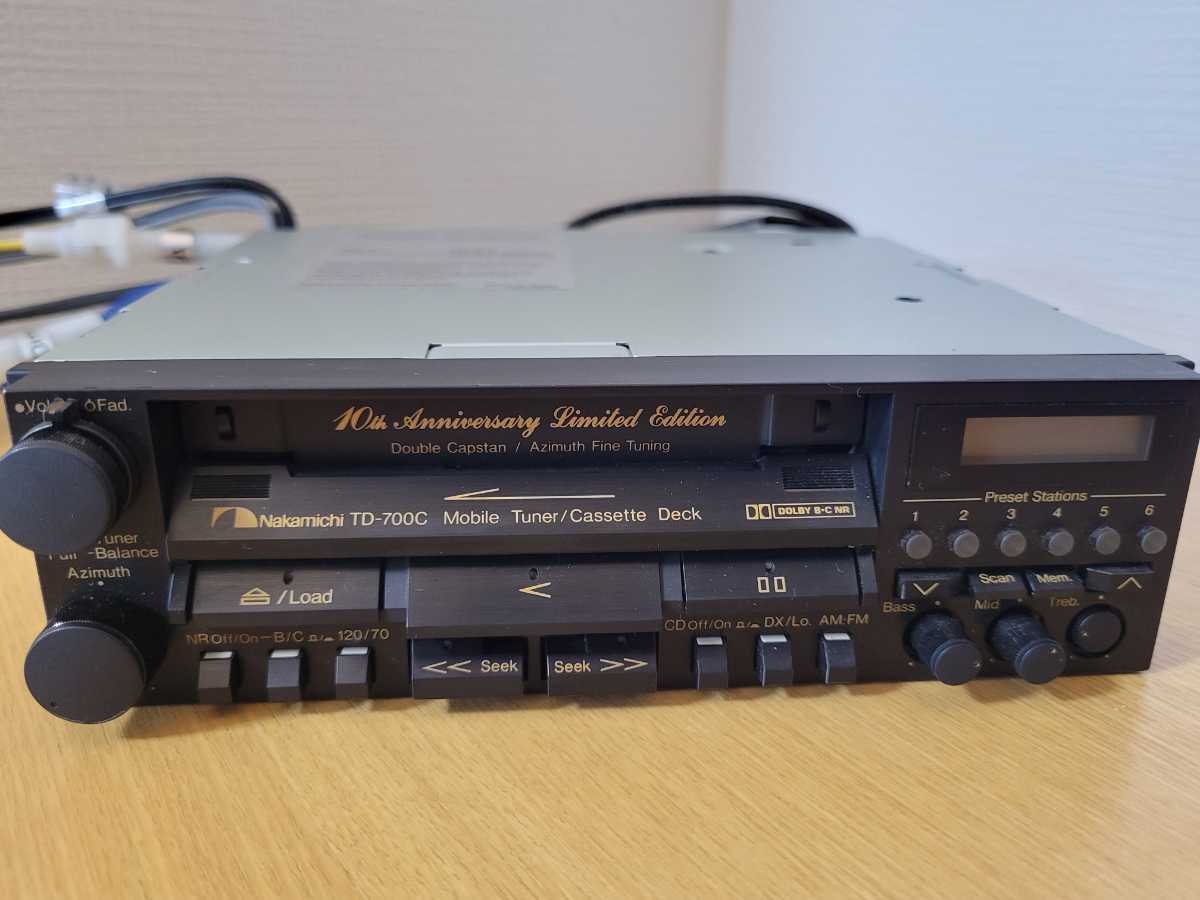 Vol. Fad.
10th Anniversary Limited Edition
Double Capstan / Azimuth Fine Tuning
Nakamichi TD-700C Mobile Tuner/Cassette Deck
DOLBY B·C NR
Preset Stations
1 2 3 4 5 6
Scan Mem.
Bass Mid Treb.
-Balance
Azimuth
/Load
NR Off/On – B/C 120/70
<< Seek
Seek >>
CD Off/On DX/Lo. AM·FM